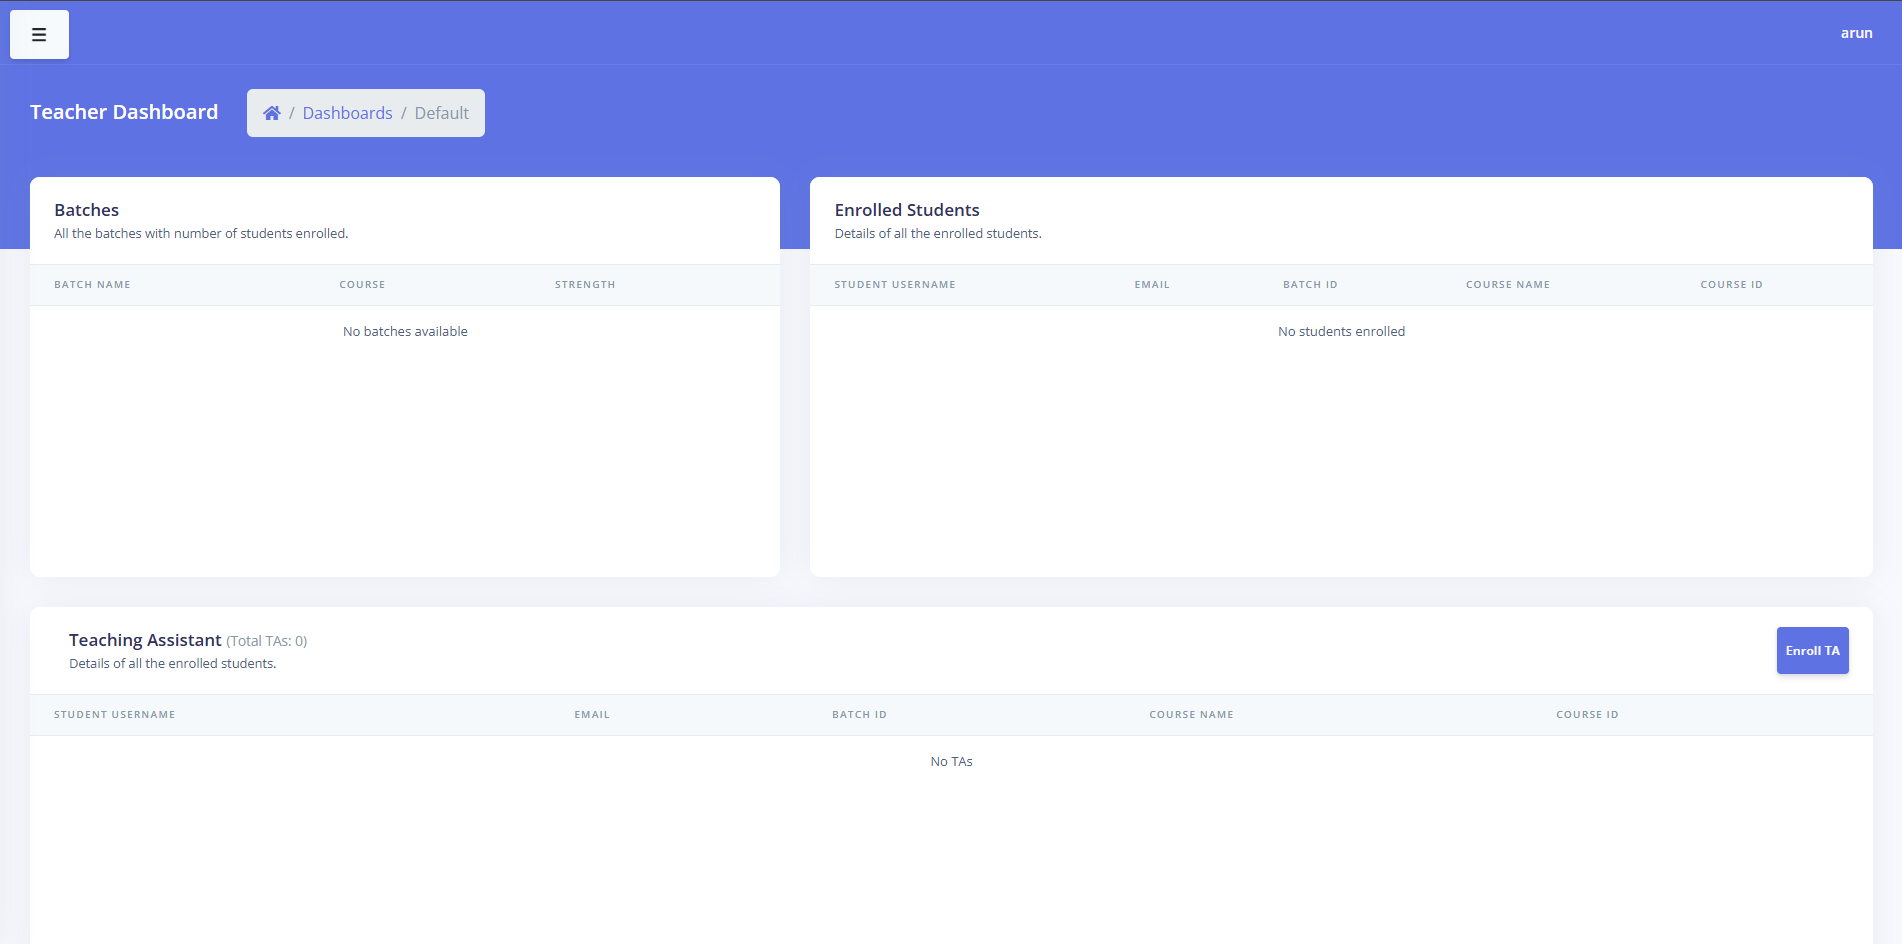 arun
Teacher Dashboard
/ Dashboards / Default
Batches
All the batches with number of students enrolled.
BATCH NAME COURSE STRENGTH
No batches available
Enrolled Students
Details of all the enrolled students.
STUDENT USERNAME EMAIL BATCH ID COURSE NAME COURSE ID
No students enrolled
Teaching Assistant (Total TAs: 0)
Details of all the enrolled students.
Enroll TA
STUDENT USERNAME EMAIL BATCH ID COURSE NAME COURSE ID
No TAs